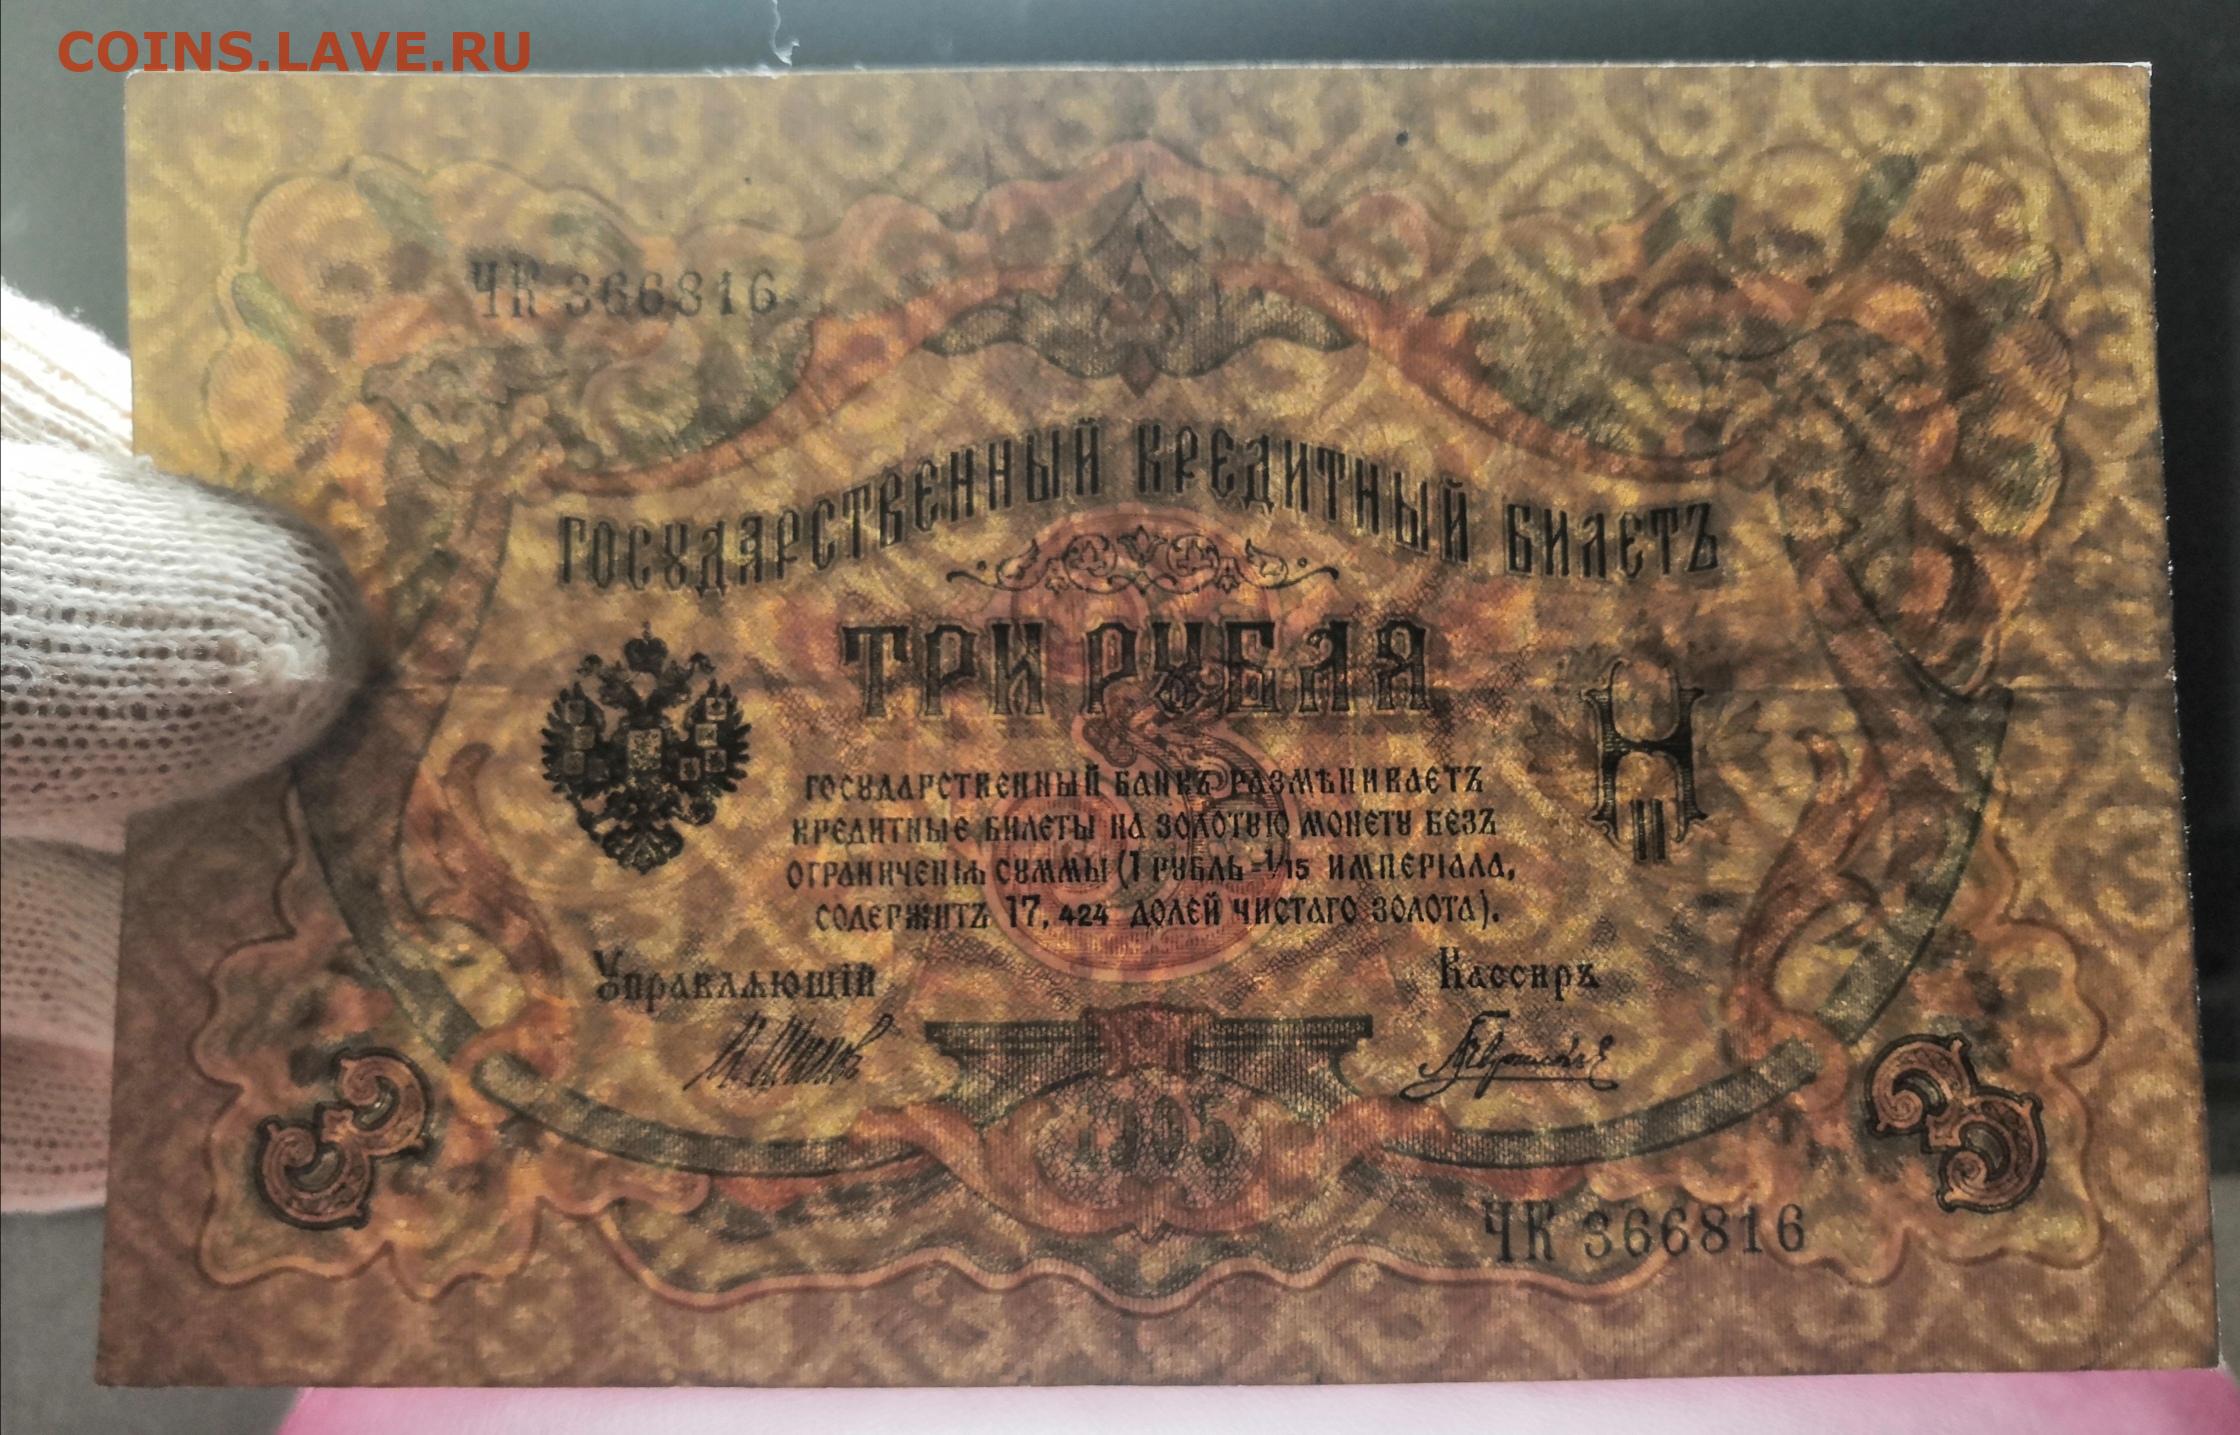 COINS.LAVE.RU
ЧК 366816
ГОСУДАРСТВЕННЫЙ КРЕДИТНЫЙ БИЛЕТЪ
ТРИ РУБЛЯ
Н
II
ГОСУДАРСТВЕННЫЙ БАНКЪ РАЗМѢНИВАЕТЪ
КРЕДИТНЫЕ БИЛЕТЫ НА ЗОЛОТУЮ МОНЕТУ БЕЗЪ
ОГРАНИЧЕНІЯ СУММЫ (1 РУБЛЬ = 1/15 ИМПЕРІАЛА,
СОДЕРЖИТЪ 17,424 ДОЛЕЙ ЧИСТАГО ЗОЛОТА).
3
Управляющій
Кассиръ
1905
3
3
ЧК 366816